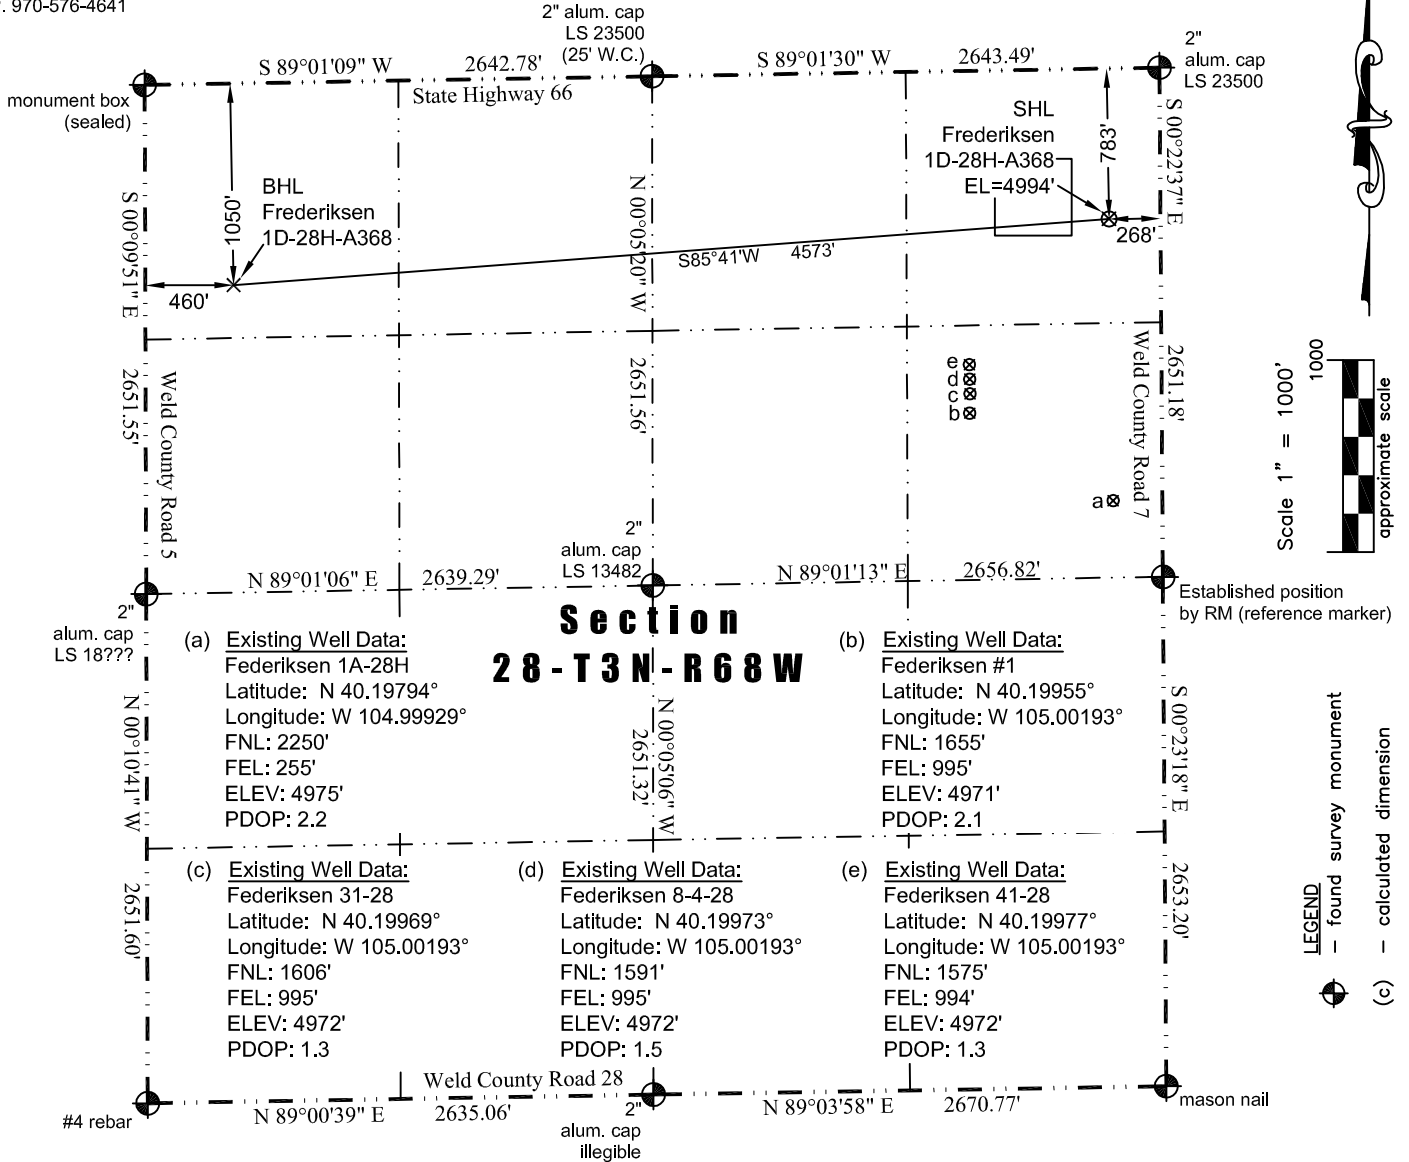 970-576-4641
2" alum. cap
LS 23500
(25' W.C.)
2"
alum. cap
LS 23500
S 89°01'09" W
2642.78'
S 89°01'30" W
2643.49'
State Highway 66
monument box
(sealed)
SHL
Frederiksen
1D-28H-A368
EL=4994'
783'
S 00°22'37" E
BHL
Frederiksen
1D-28H-A368
1050'
460'
S 00°09'51" E
N 00°05'20" W
S85°41'W
4573'
268'
2651.55'
Weld County Road 5
2651.56'
e
d
c
b
a
Weld County Road 7
2651.18'
Scale 1" = 1000'
1000
approximate scale
2"
alum. cap
LS 13482
N 89°01'06" E
2639.29'
N 89°01'13" E
2656.82'
Established position
by RM (reference marker)
2"
alum. cap
LS 18???
Section
28-T3N-R68W
(a) Existing Well Data:
Federiksen 1A-28H
Latitude: N 40.19794°
Longitude: W 104.99929°
FNL: 2250'
FEL: 255'
ELEV: 4975'
PDOP: 2.2
(b) Existing Well Data:
Federiksen #1
Latitude: N 40.19955°
Longitude: W 105.00193°
FNL: 1655'
FEL: 995'
ELEV: 4971'
PDOP: 2.1
N 00°10'41" W
2651.60'
N 00°05'06" W
2651.32'
S 00°23'18" E
2653.20'
(c) Existing Well Data:
Federiksen 31-28
Latitude: N 40.19969°
Longitude: W 105.00193°
FNL: 1606'
FEL: 995'
ELEV: 4972'
PDOP: 1.3
(d) Existing Well Data:
Federiksen 8-4-28
Latitude: N 40.19973°
Longitude: W 105.00193°
FNL: 1591'
FEL: 995'
ELEV: 4972'
PDOP: 1.5
(e) Existing Well Data:
Federiksen 41-28
Latitude: N 40.19977°
Longitude: W 105.00193°
FNL: 1575'
FEL: 994'
ELEV: 4972'
PDOP: 1.3
LEGEND
- found survey monument
(c) - calculated dimension
Weld County Road 28
#4 rebar
N 89°00'39" E
2635.06'
2"
alum. cap
illegible
N 89°03'58" E
2670.77'
mason nail